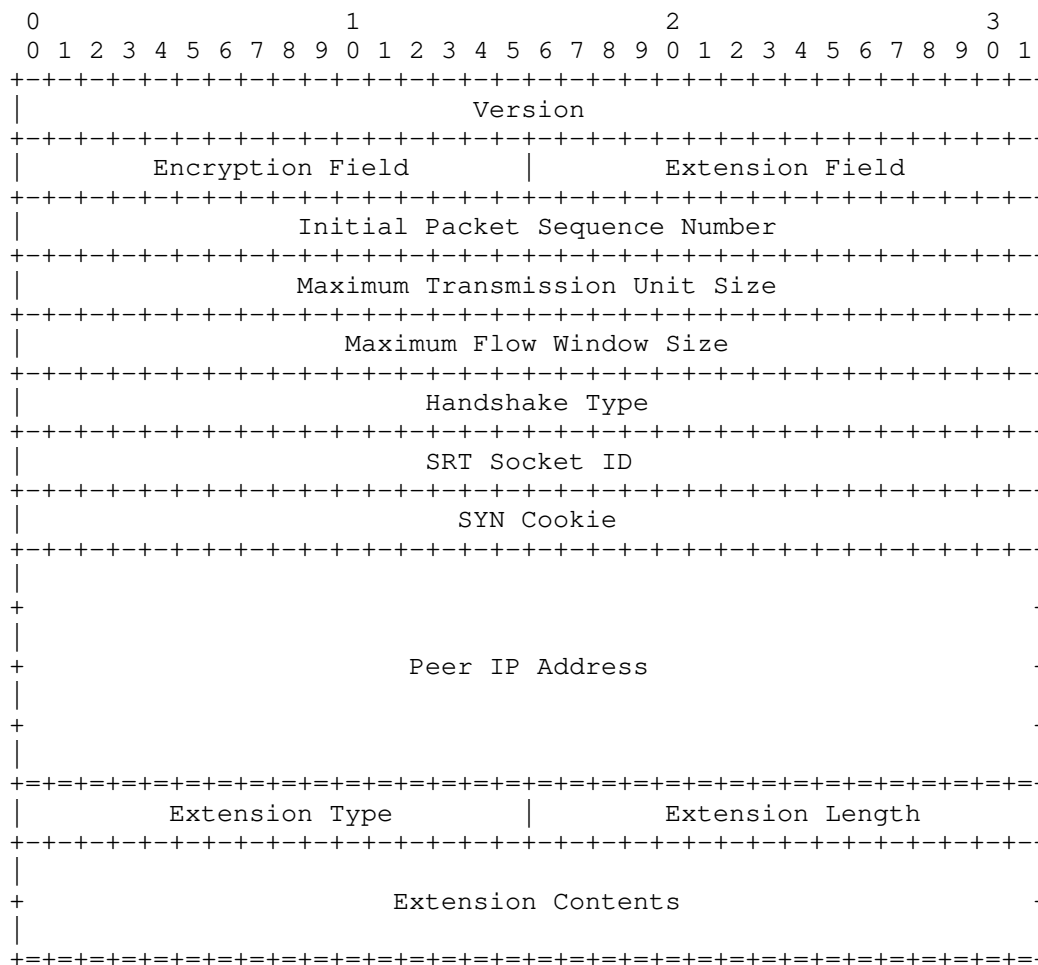 0                   1                   2                   3
 0 1 2 3 4 5 6 7 8 9 0 1 2 3 4 5 6 7 8 9 0 1 2 3 4 5 6 7 8 9 0 1
+-+-+-+-+-+-+-+-+-+-+-+-+-+-+-+-+-+-+-+-+-+-+-+-+-+-+-+-+-+-+-+-
|                            Version
+-+-+-+-+-+-+-+-+-+-+-+-+-+-+-+-+-+-+-+-+-+-+-+-+-+-+-+-+-+-+-+-
|        Encryption Field       |        Extension Field
+-+-+-+-+-+-+-+-+-+-+-+-+-+-+-+-+-+-+-+-+-+-+-+-+-+-+-+-+-+-+-+-
|                 Initial Packet Sequence Number
+-+-+-+-+-+-+-+-+-+-+-+-+-+-+-+-+-+-+-+-+-+-+-+-+-+-+-+-+-+-+-+-
|                 Maximum Transmission Unit Size
+-+-+-+-+-+-+-+-+-+-+-+-+-+-+-+-+-+-+-+-+-+-+-+-+-+-+-+-+-+-+-+-
|                    Maximum Flow Window Size
+-+-+-+-+-+-+-+-+-+-+-+-+-+-+-+-+-+-+-+-+-+-+-+-+-+-+-+-+-+-+-+-
|                         Handshake Type
+-+-+-+-+-+-+-+-+-+-+-+-+-+-+-+-+-+-+-+-+-+-+-+-+-+-+-+-+-+-+-+-
|                         SRT Socket ID
+-+-+-+-+-+-+-+-+-+-+-+-+-+-+-+-+-+-+-+-+-+-+-+-+-+-+-+-+-+-+-+-
|                           SYN Cookie
+-+-+-+-+-+-+-+-+-+-+-+-+-+-+-+-+-+-+-+-+-+-+-+-+-+-+-+-+-+-+-+-
|
+                                                               -
|
+                        Peer IP Address                        -
|
+                                                               -
|
+=+=+=+=+=+=+=+=+=+=+=+=+=+=+=+=+=+=+=+=+=+=+=+=+=+=+=+=+=+=+=+=
|         Extension Type        |        Extension Length
+-+-+-+-+-+-+-+-+-+-+-+-+-+-+-+-+-+-+-+-+-+-+-+-+-+-+-+-+-+-+-+-
|
+                       Extension Contents                      -
|
+=+=+=+=+=+=+=+=+=+=+=+=+=+=+=+=+=+=+=+=+=+=+=+=+=+=+=+=+=+=+=+=